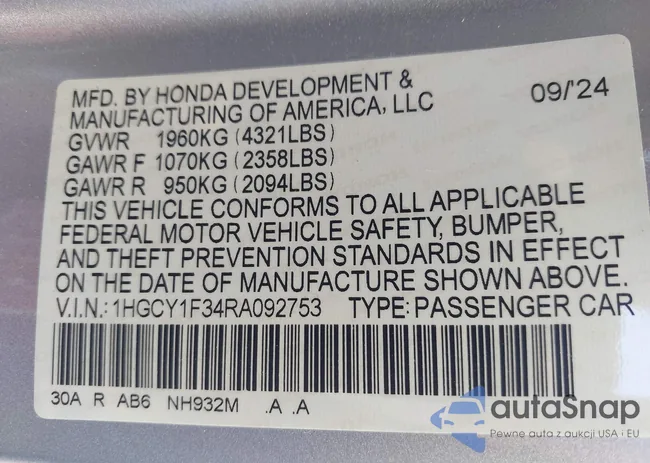 MFD. BY HONDA DEVELOPMENT &
MANUFACTURING OF AMERICA, LLC 09/'24
GVWR 1960KG (4321LBS)
GAWR F 1070KG (2358LBS)
GAWR R 950KG (2094LBS)
THIS VEHICLE CONFORMS TO ALL APPLICABLE
FEDERAL MOTOR VEHICLE SAFETY, BUMPER,
AND THEFT PREVENTION STANDARDS IN EFFECT
ON THE DATE OF MANUFACTURE SHOWN ABOVE.
V.I.N.: 1HGCY1F34RA092753 TYPE: PASSENGER CAR
30A R AB6 NH932M .A .A
autaSnap
Pewne auta z aukcji USA i EU